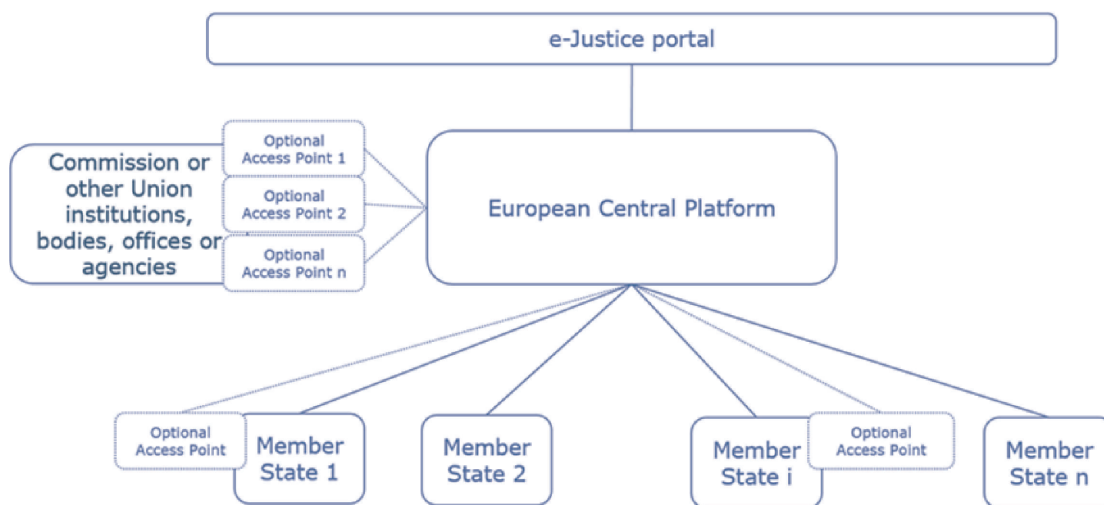 e-Justice portal
Optional
Access Point 1
Commission or
other Union
institutions,
bodies, offices or
agencies
Optional
Access Point 2
Optional
Access Point n
European Central Platform
Optional
Access Point
Member
State 1
Member
State 2
Member
State i
Optional
Access Point
Member
State n